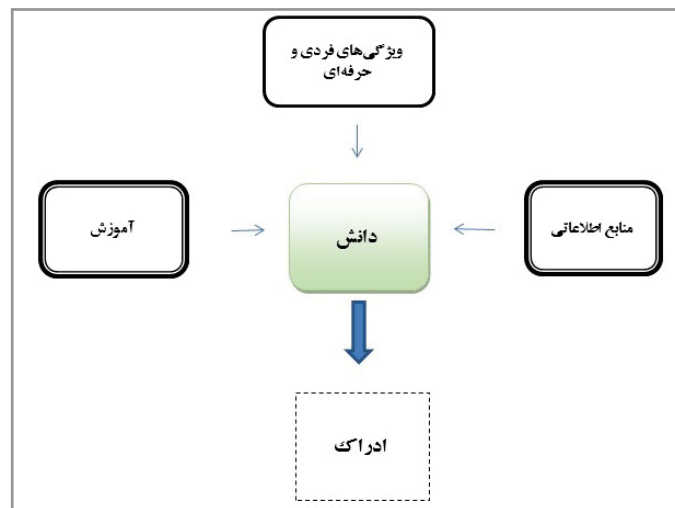 ویژگی‌های فردی و
حرفه‌ای
منابع اطلاعاتی
دانش
آموزش
ادراک